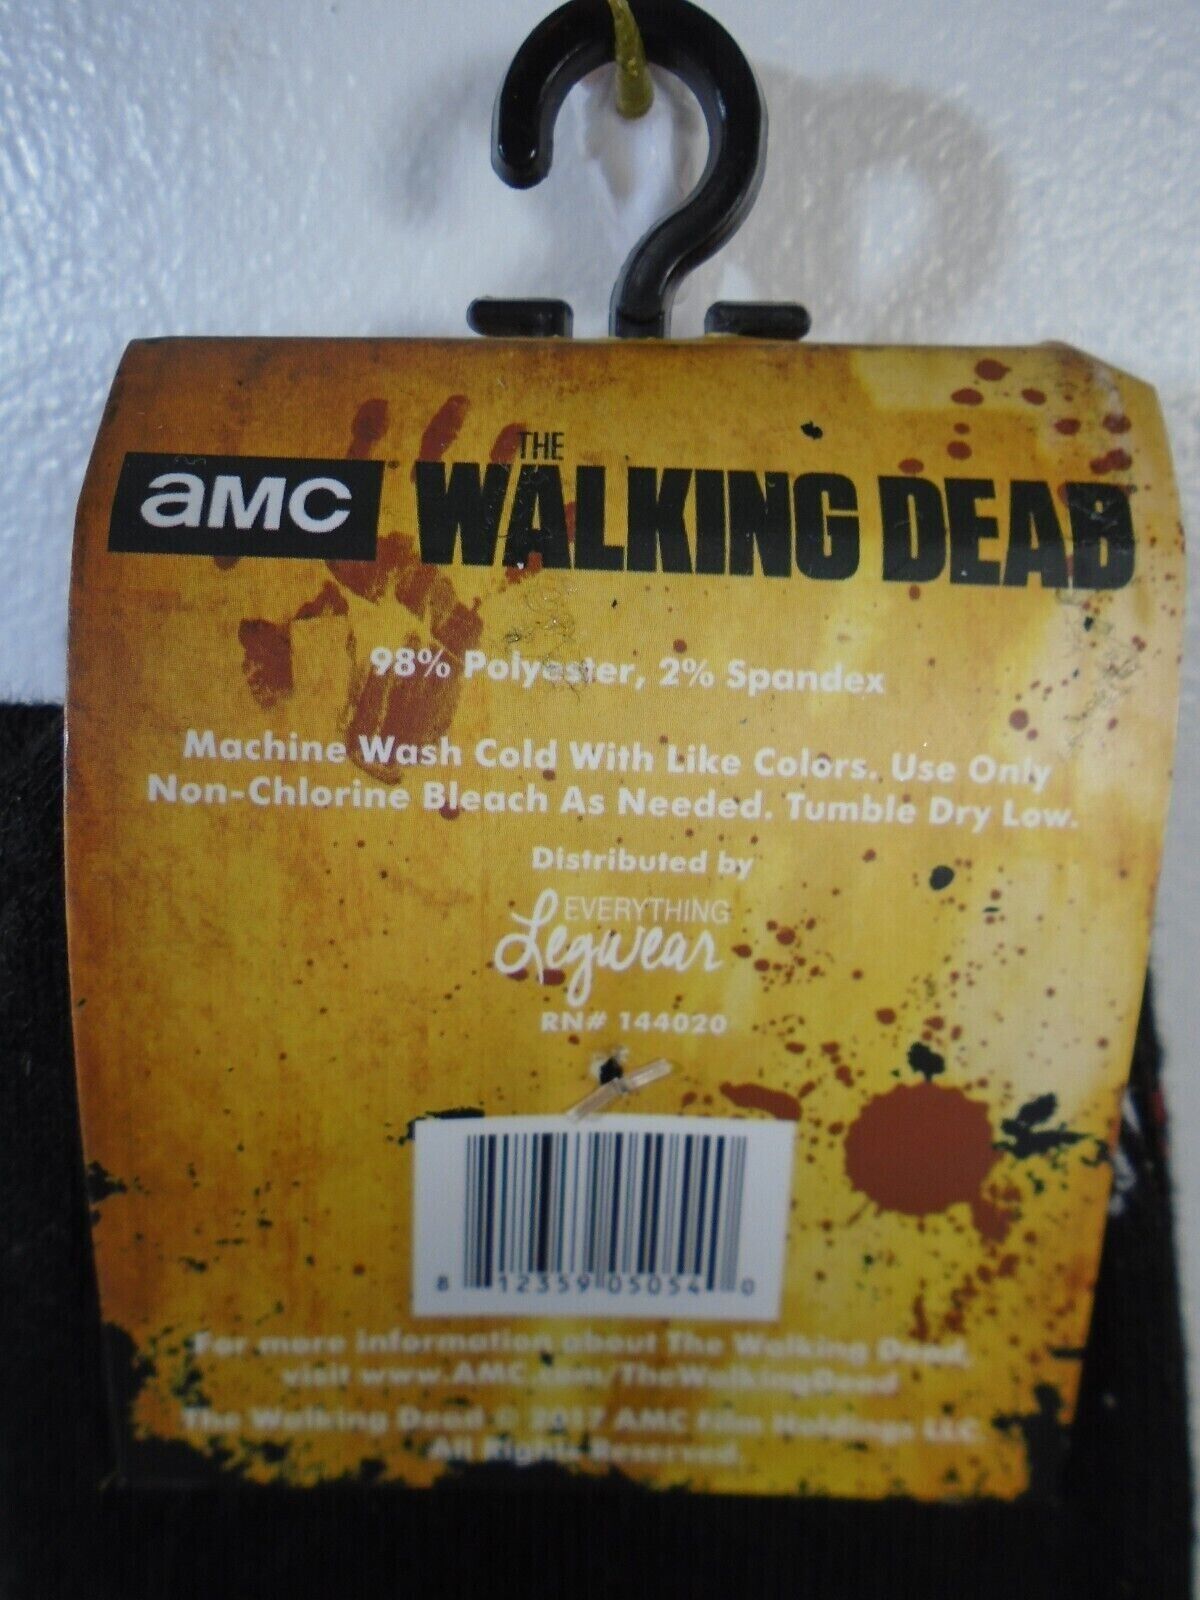 THE
aMC WALKING DEAD
98% Polyester, 2% Spandex
Machine Wash Cold With Like Colors. Use Only
Non-Chlorine Bleach As Needed. Tumble Dry Low.
Distributed by
EVERYTHING
Legwear
RN# 144020
8 12359 05054 0
For more information about The Walking Dead,
visit www.AMC.com/TheWalkingDead
The Walking Dead © 2017 AMC Film Holdings LLC
All Rights Reserved.